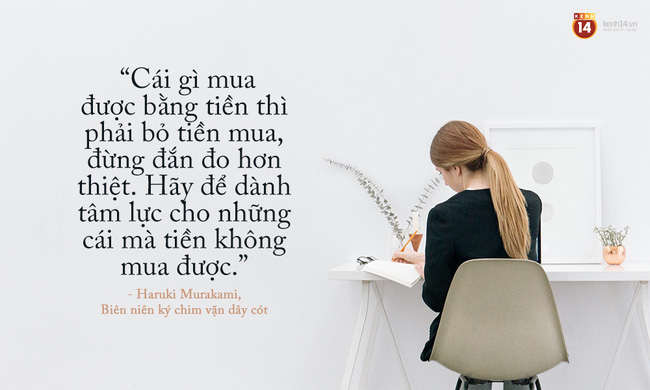 KENH
14
kenh14.vn
“Cái gì mua
được bằng tiền thì
phải bỏ tiền mua,
đừng đắn đo hơn
thiệt. Hãy để dành
tâm lực cho những
cái mà tiền không
mua được.”
- Haruki Murakami,
Biên niên ký chim vặn dây cót